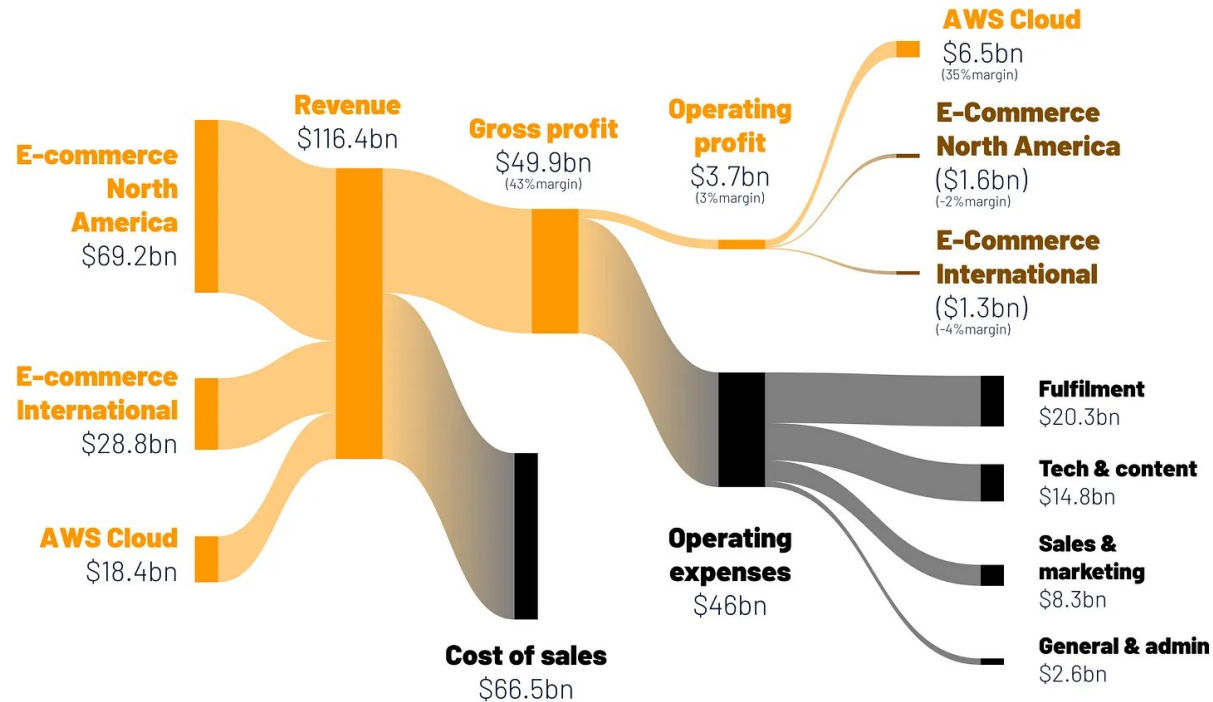 E-commerce
North
America
$69.2bn
E-commerce
International
$28.8bn
AWS Cloud
$18.4bn
Revenue
$116.4bn
Gross profit
$49.9bn
(43%margin)
Cost of sales
$66.5bn
Operating
profit
$3.7bn
(3%margin)
Operating
expenses
$46bn
AWS Cloud
$6.5bn
(35%margin)
E-Commerce
North America
($1.6bn)
(-2%margin)
E-Commerce
International
($1.3bn)
(-4%margin)
Fulfilment
$20.3bn
Tech & content
$14.8bn
Sales &
marketing
$8.3bn
General & admin
$2.6bn